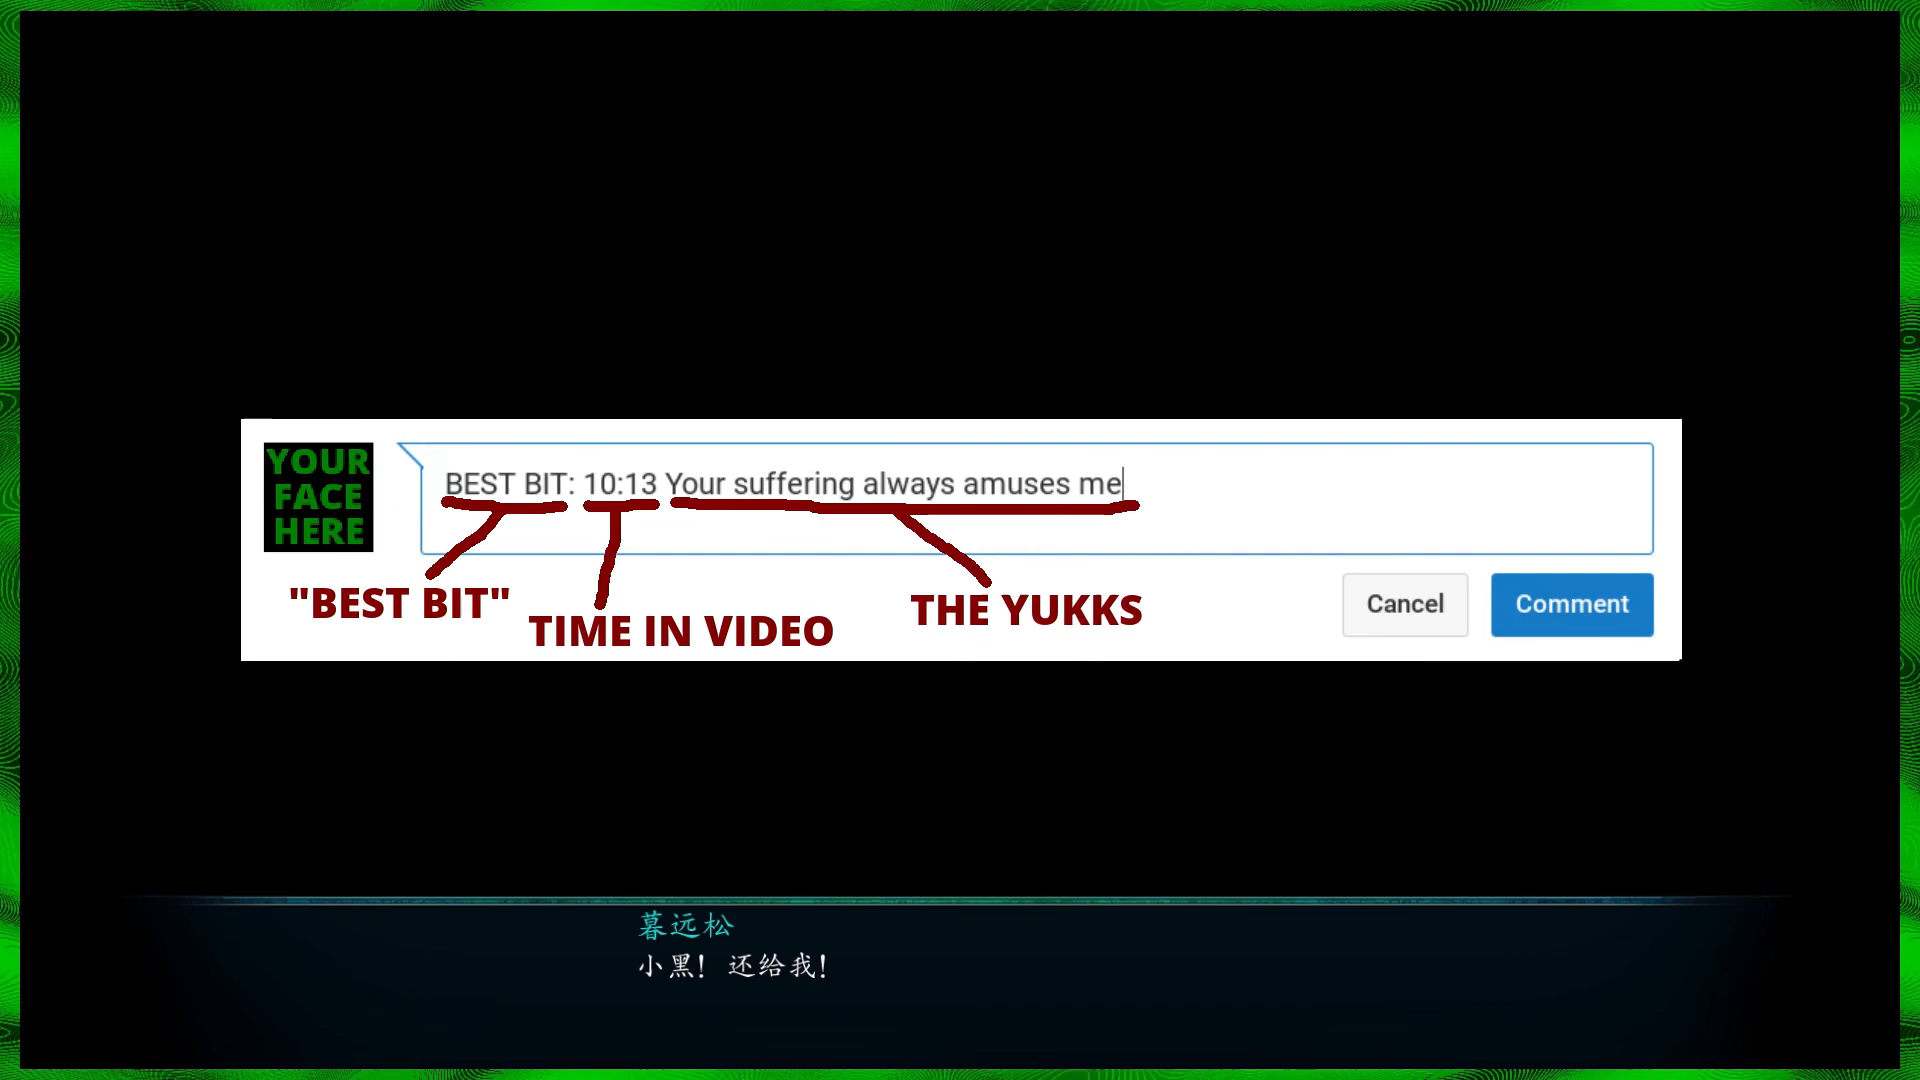 YOUR
FACE
HERE
BEST BIT: 10:13 Your suffering always amuses me
"BEST BIT"
TIME IN VIDEO
THE YUKKS
Cancel
Comment
暮远松
小黑！还给我！